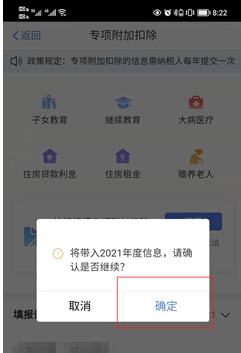 8:22
返回
专项附加扣除
政策规定：专项附加扣除的信息需纳税人每年提交一次
子女教育
继续教育
大病医疗
住房贷款利息
住房租金
赡养老人
将带入2021年度信息，请确
认是否继续？
取消
确定
填报